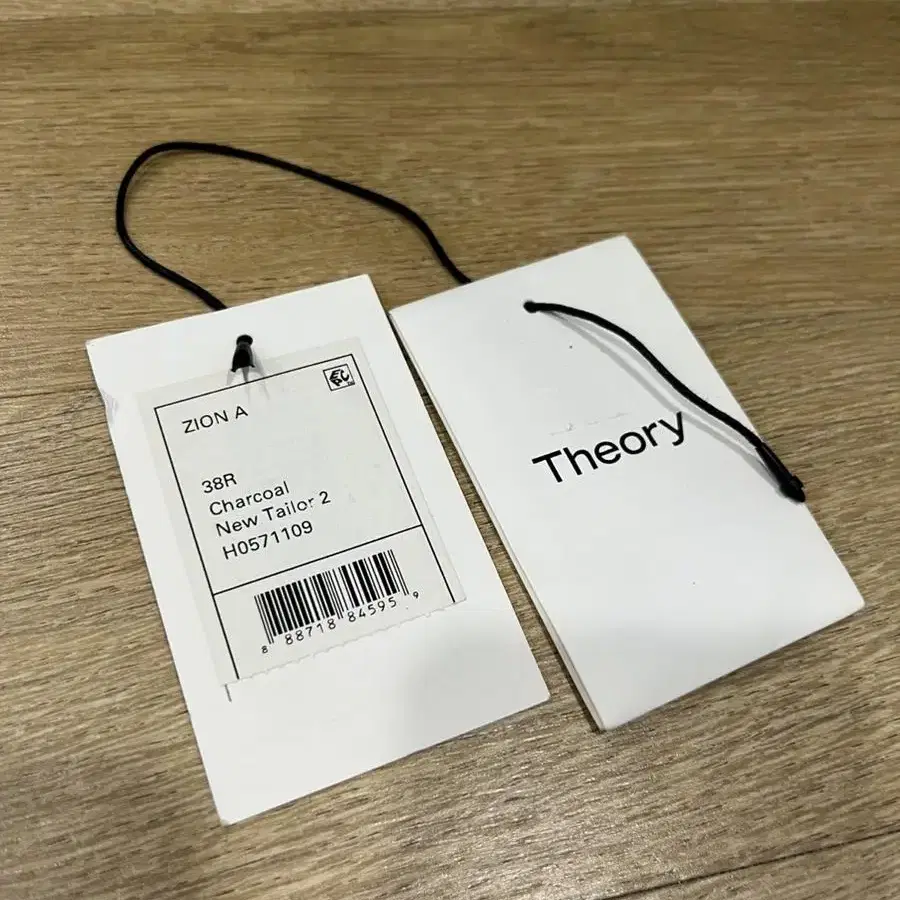 ZION A
38R
Charcoal
New Tailor 2
H0571109
8 88718 84595 9
Theory